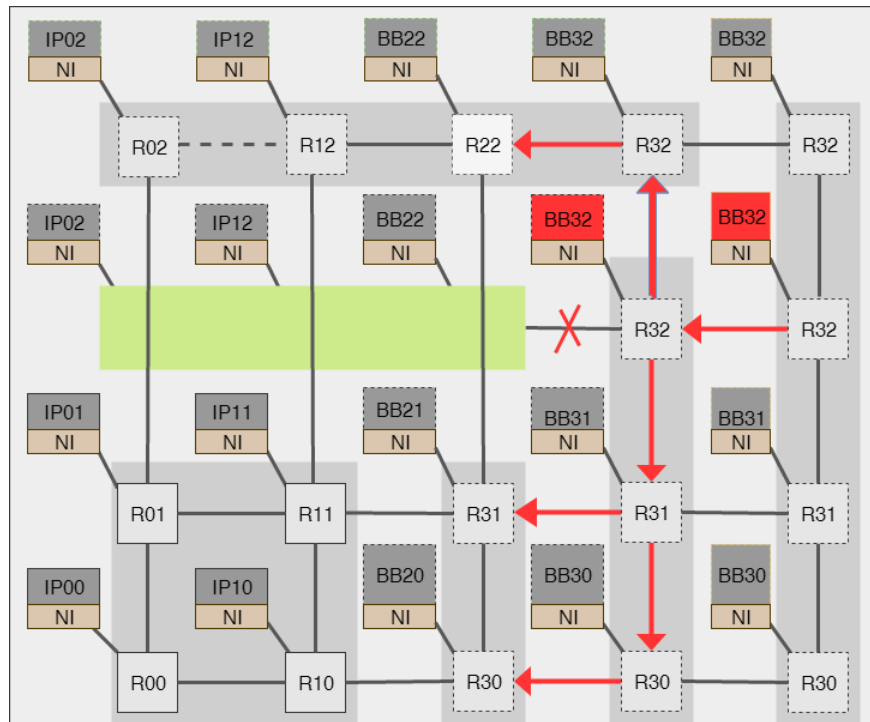 IP02 IP12 BB22 BB32 BB32
NI NI NI NI NI
R02 R12 R22 R32 R32
IP02 IP12 BB22 BB32 BB32
NI NI NI NI NI
R32 R32
IP01 IP11 BB21 BB31 BB31
NI NI NI NI NI
R01 R11 R31 R31 R31
IP00 IP10 BB20 BB30 BB30
NI NI NI NI NI
R00 R10 R30 R30 R30